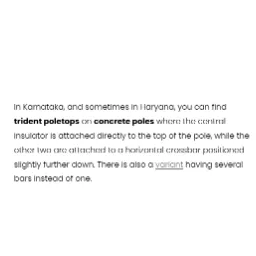 In Karnataka, and sometimes in Haryana, you can find
trident poletops on concrete poles where the central
insulator is attached directly to the top of the pole, while the
other two are attached to a horizontal crossbar positioned
slightly further down. There is also a variant having several
bars instead of one.